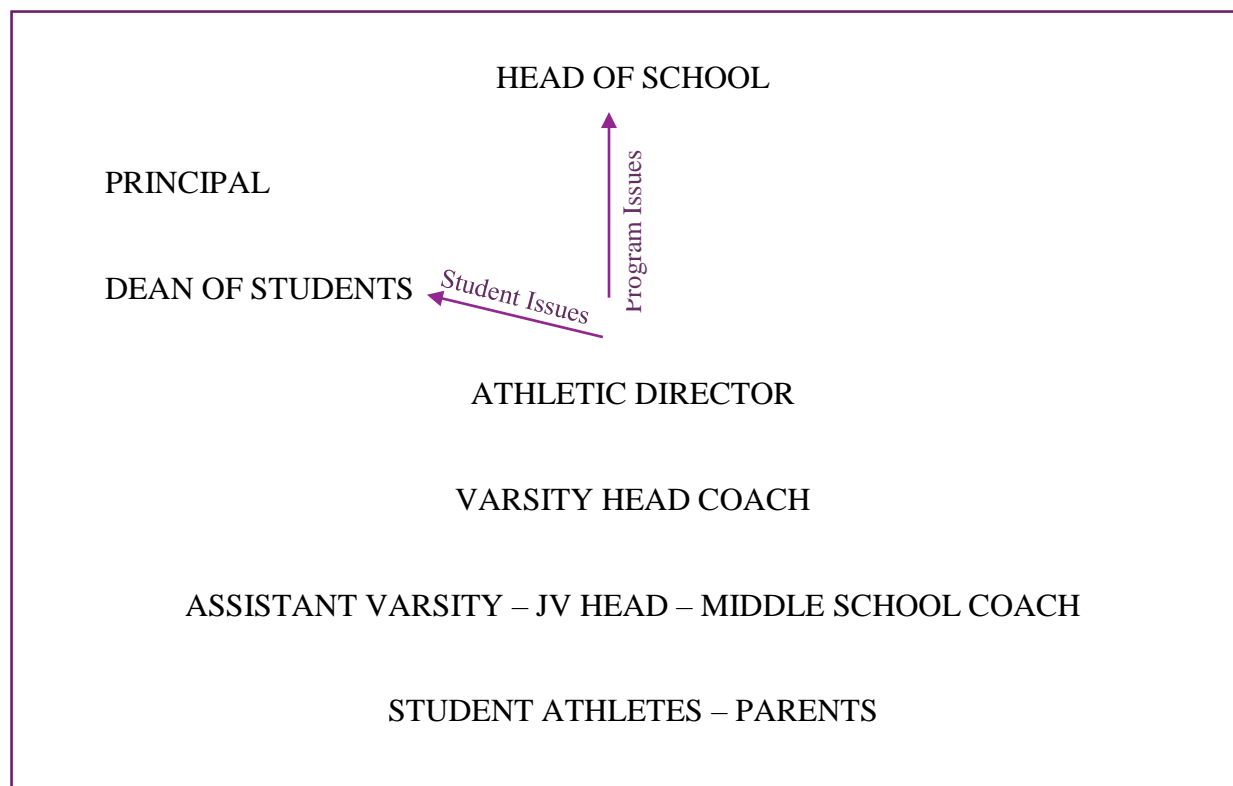 HEAD OF SCHOOL
Program Issues
PRINCIPAL
DEAN OF STUDENTS
Student Issues
ATHLETIC DIRECTOR
VARSITY HEAD COACH
ASSISTANT VARSITY – JV HEAD – MIDDLE SCHOOL COACH
STUDENT ATHLETES – PARENTS